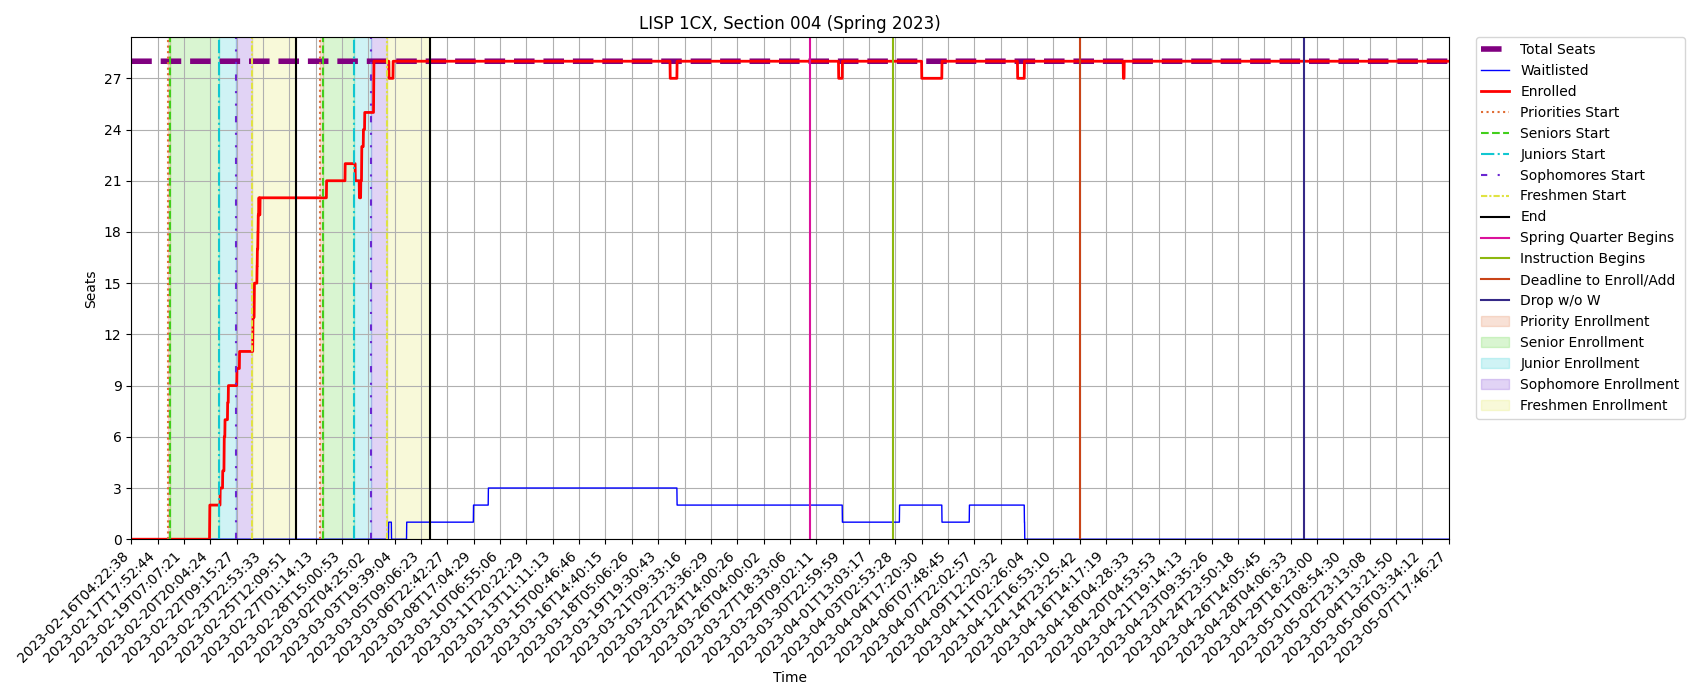 LISP 1CX, Section 004 (Spring 2023)
Total Seats
Waitlisted
Enrolled
Priorities Start
Seniors Start
Juniors Start
Sophomores Start
Freshmen Start
End
Spring Quarter Begins
Instruction Begins
Deadline to Enroll/Add
Drop w/o W
Priority Enrollment
Senior Enrollment
Junior Enrollment
Sophomore Enrollment
Freshmen Enrollment
Seats
27
24
21
18
15
12
9
6
3
0
2023-02-16T04:22:38
2023-02-17T17:52:44
2023-02-19T07:07:21
2023-02-20T20:04:24
2023-02-22T09:15:27
2023-02-23T22:53:33
2023-02-25T12:09:51
2023-02-27T01:14:13
2023-02-28T15:00:53
2023-03-02T04:25:02
2023-03-03T19:39:04
2023-03-05T09:06:23
2023-03-06T22:42:27
2023-03-08T17:04:29
2023-03-10T06:55:06
2023-03-11T20:22:29
2023-03-13T11:11:13
2023-03-15T00:46:46
2023-03-16T14:40:15
2023-03-18T05:06:26
2023-03-19T19:30:43
2023-03-21T09:33:16
2023-03-22T23:36:29
2023-03-24T14:00:26
2023-03-26T04:00:02
2023-03-27T18:33:06
2023-03-29T09:02:11
2023-03-30T22:59:59
2023-04-01T13:03:17
2023-04-03T02:53:28
2023-04-04T17:20:30
2023-04-06T07:48:45
2023-04-07T22:02:57
2023-04-09T12:20:32
2023-04-11T02:26:04
2023-04-12T16:53:10
2023-04-14T23:25:42
2023-04-16T14:17:19
2023-04-18T04:28:33
2023-04-20T04:53:53
2023-04-21T19:14:13
2023-04-23T09:35:26
2023-04-24T23:50:18
2023-04-26T14:05:45
2023-04-28T04:06:33
2023-04-29T18:23:00
2023-05-01T08:54:30
2023-05-02T23:13:08
2023-05-04T13:21:50
2023-05-06T03:34:12
2023-05-07T17:46:27
Time